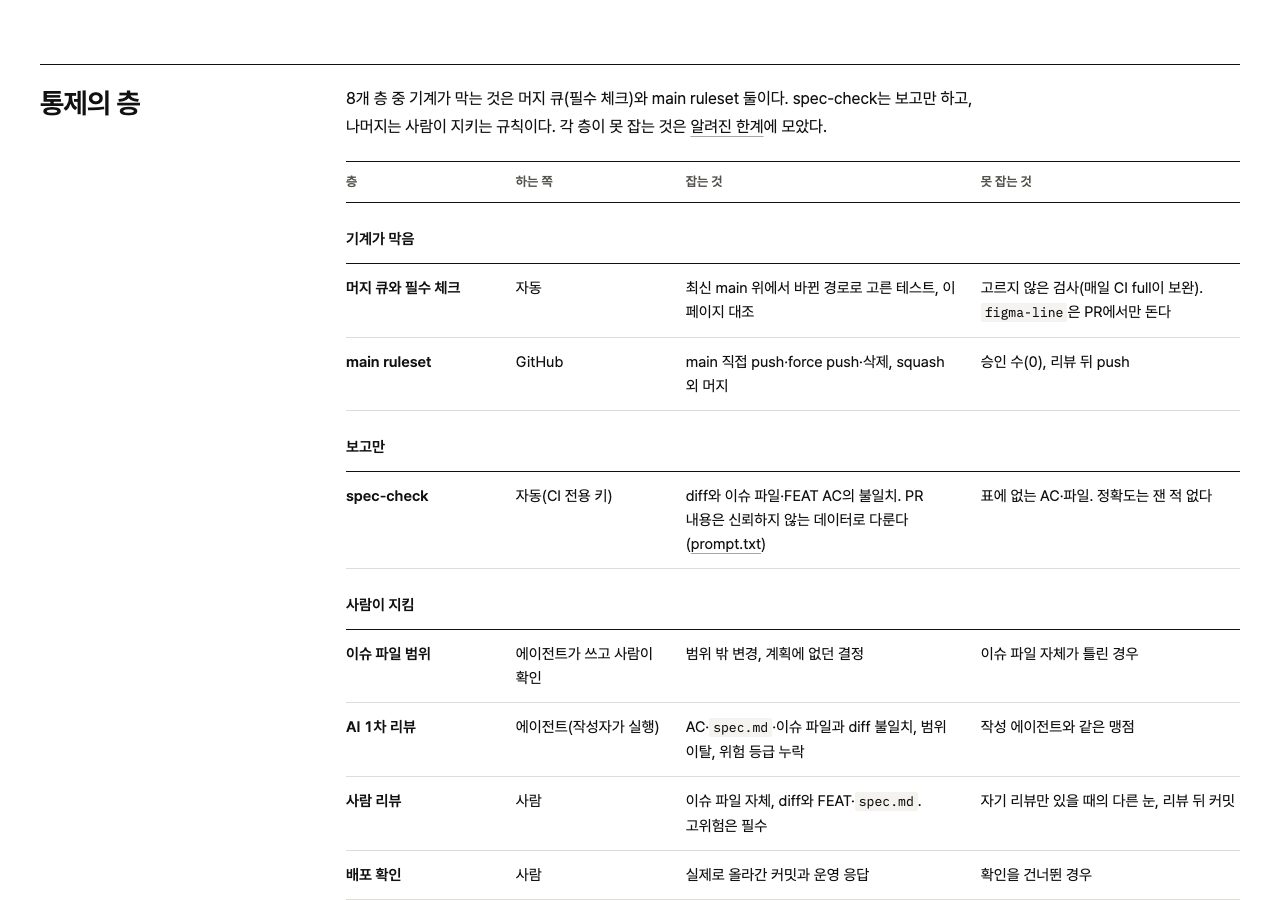 통제의 층
8개 층 중 기계가 막는 것은 머지 큐(필수 체크)와 main ruleset 둘이다. spec-check는 보고만 하고,
나머지는 사람이 지키는 규칙이다. 각 층이 못 잡는 것은 알려진 한계에 모았다.
층 하는 쪽 잡는 것 못 잡는 것
기계가 막음
머지 큐와 필수 체크 자동 최신 main 위에서 바뀐 경로로 고른 테스트, 이 고르지 않은 검사(매일 CI full이 보완).
페이지 대조 figma-line은 PR에서만 돈다
main ruleset GitHub main 직접 push·force push·삭제, squash 승인 수(0), 리뷰 뒤 push
외 머지
보고만
spec-check 자동(CI 전용 키) diff와 이슈 파일·FEAT AC의 불일치. PR 표에 없는 AC·파일. 정확도는 잰 적 없다
내용은 신뢰하지 않는 데이터로 다룬다
(prompt.txt)
사람이 지킴
이슈 파일 범위 에이전트가 쓰고 사람이 범위 밖 변경, 계획에 없던 결정 이슈 파일 자체가 틀린 경우
확인
AI 1차 리뷰 에이전트(작성자가 실행) AC·spec.md·이슈 파일과 diff 불일치, 범위 작성 에이전트와 같은 맹점
이탈, 위험 등급 누락
사람 리뷰 사람 이슈 파일 자체, diff와 FEAT·spec.md. 자기 리뷰만 있을 때의 다른 눈, 리뷰 뒤 커밋
고위험은 필수
배포 확인 사람 실제로 올라간 커밋과 운영 응답 확인을 건너뛴 경우